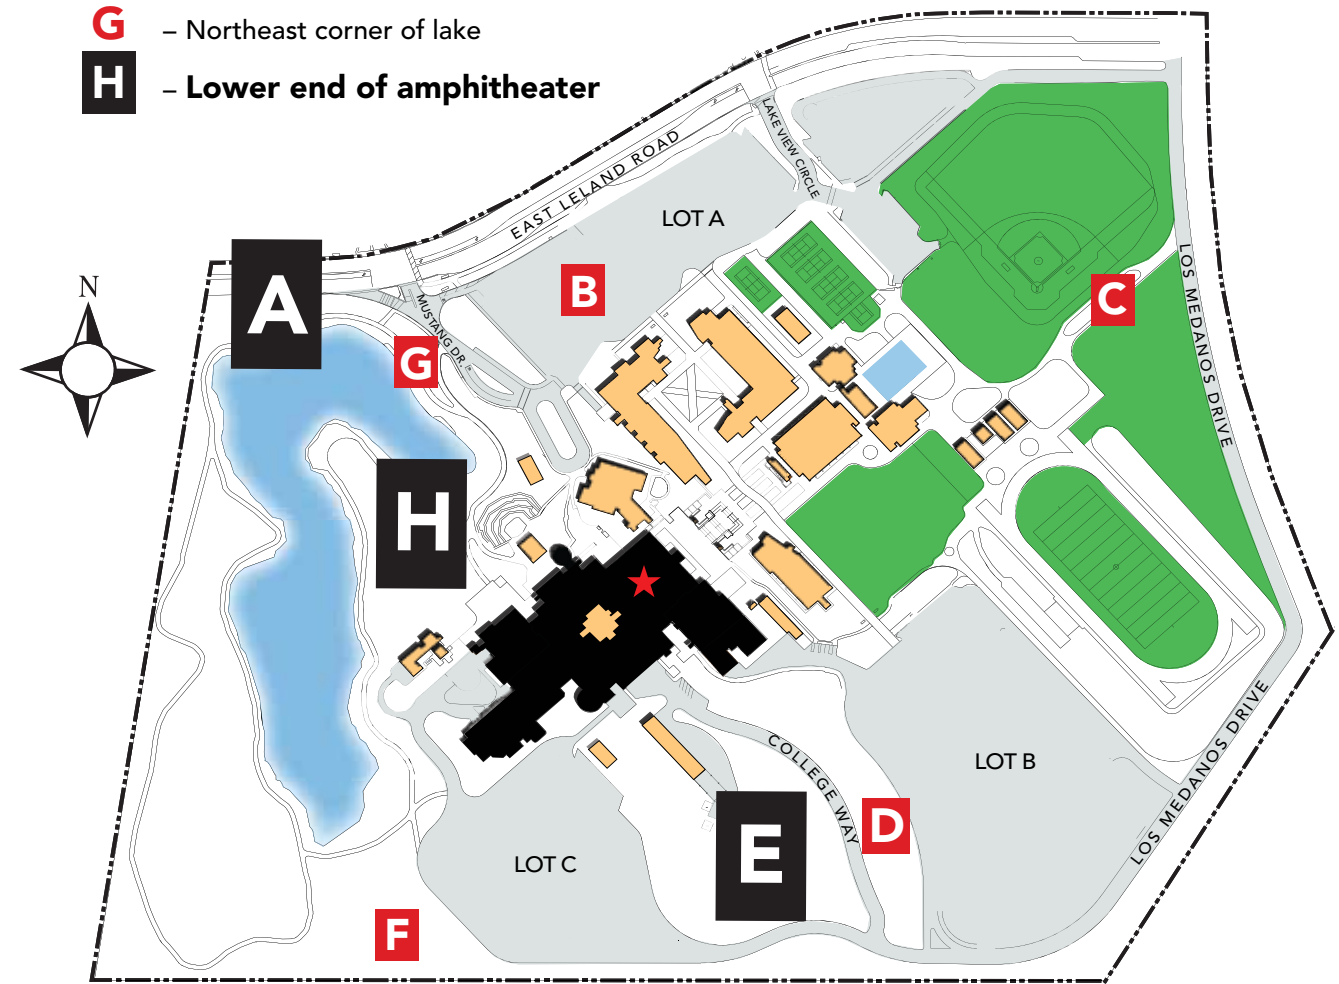 G – Northeast corner of lake
H – Lower end of amphitheater
EAST LELAND ROAD
LAKE VIEW CIRCLE
LOT A
A
B
C
N
MUSTANG DR.
G
LOS MEDANOS DRIVE
H
COLLEGE WAY
LOT B
LOS MEDANOS DRIVE
D
E
LOT C
F